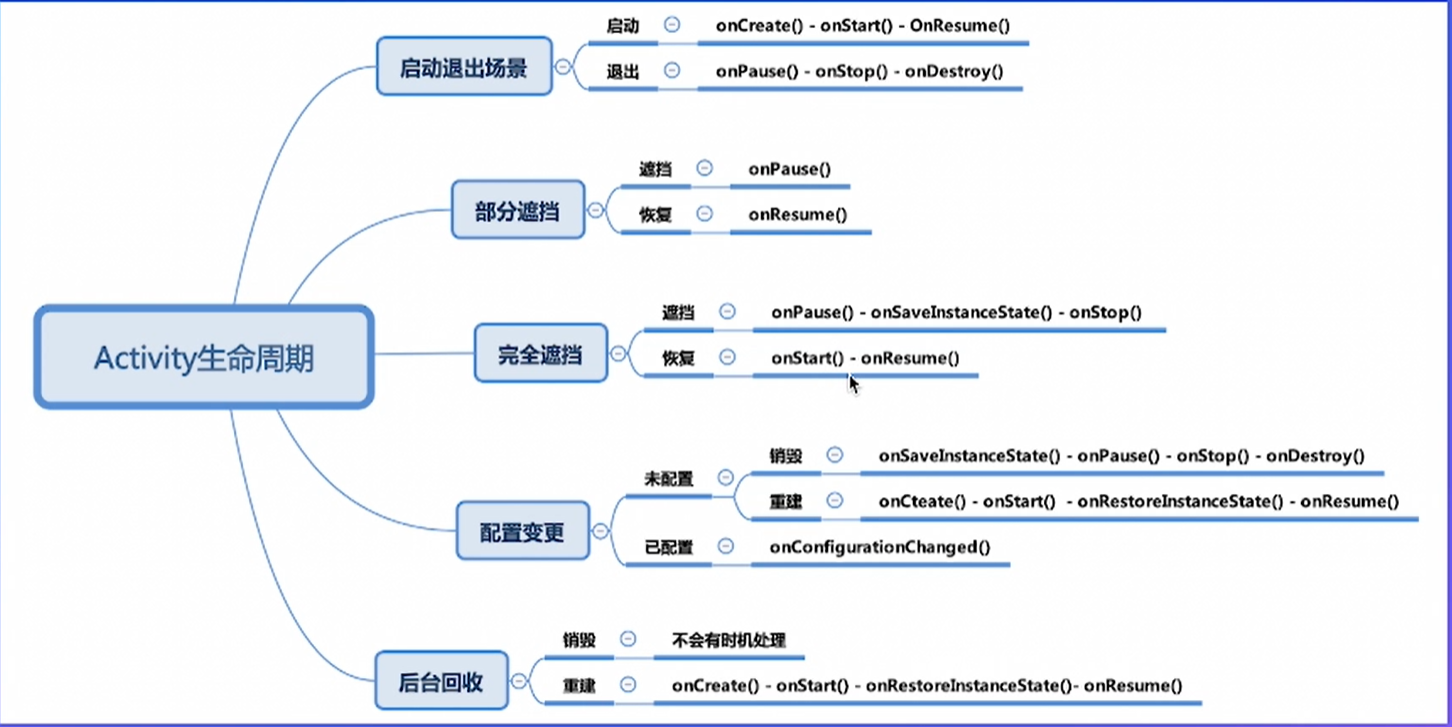 启动退出场景
启动 onCreate() - onStart() - OnResume()
退出 onPause() - onStop() - onDestroy()
部分遮挡
遮挡 onPause()
恢复 onResume()
Activity生命周期
完全遮挡
遮挡 onPause() - onSaveInstanceState() - onStop()
恢复 onStart() - onResume()
配置变更
未配置
销毁 onSaveInstanceState() - onPause() - onStop() - onDestroy()
重建 onCteate() - onStart() - onRestoreInstanceState() - onResume()
已配置 onConfigurationChanged()
后台回收
销毁 不会有时机处理
重建 onCreate() - onStart() - onRestoreInstanceState()- onResume()